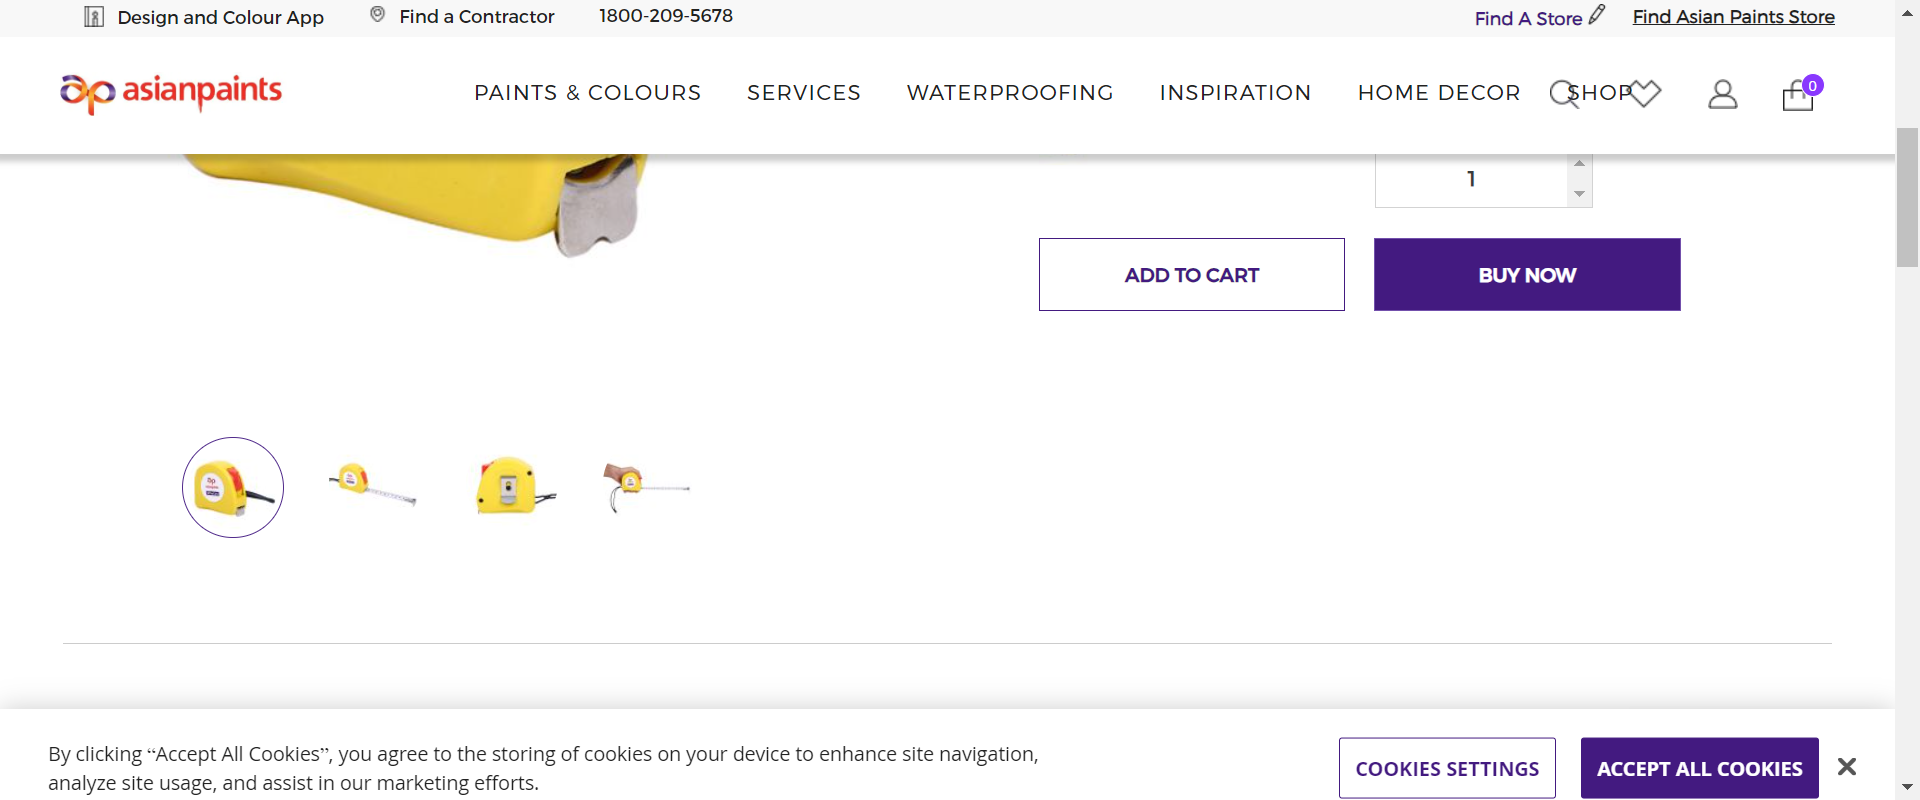 Design and Colour App
Find a Contractor
1800-209-5678
Find A Store
Find Asian Paints Store
asianpaints
PAINTS & COLOURS
SERVICES
WATERPROOFING
INSPIRATION
HOME DECOR
SHOP
0
1
ADD TO CART
BUY NOW
By clicking “Accept All Cookies”, you agree to the storing of cookies on your device to enhance site navigation,
analyze site usage, and assist in our marketing efforts.
COOKIES SETTINGS
ACCEPT ALL COOKIES